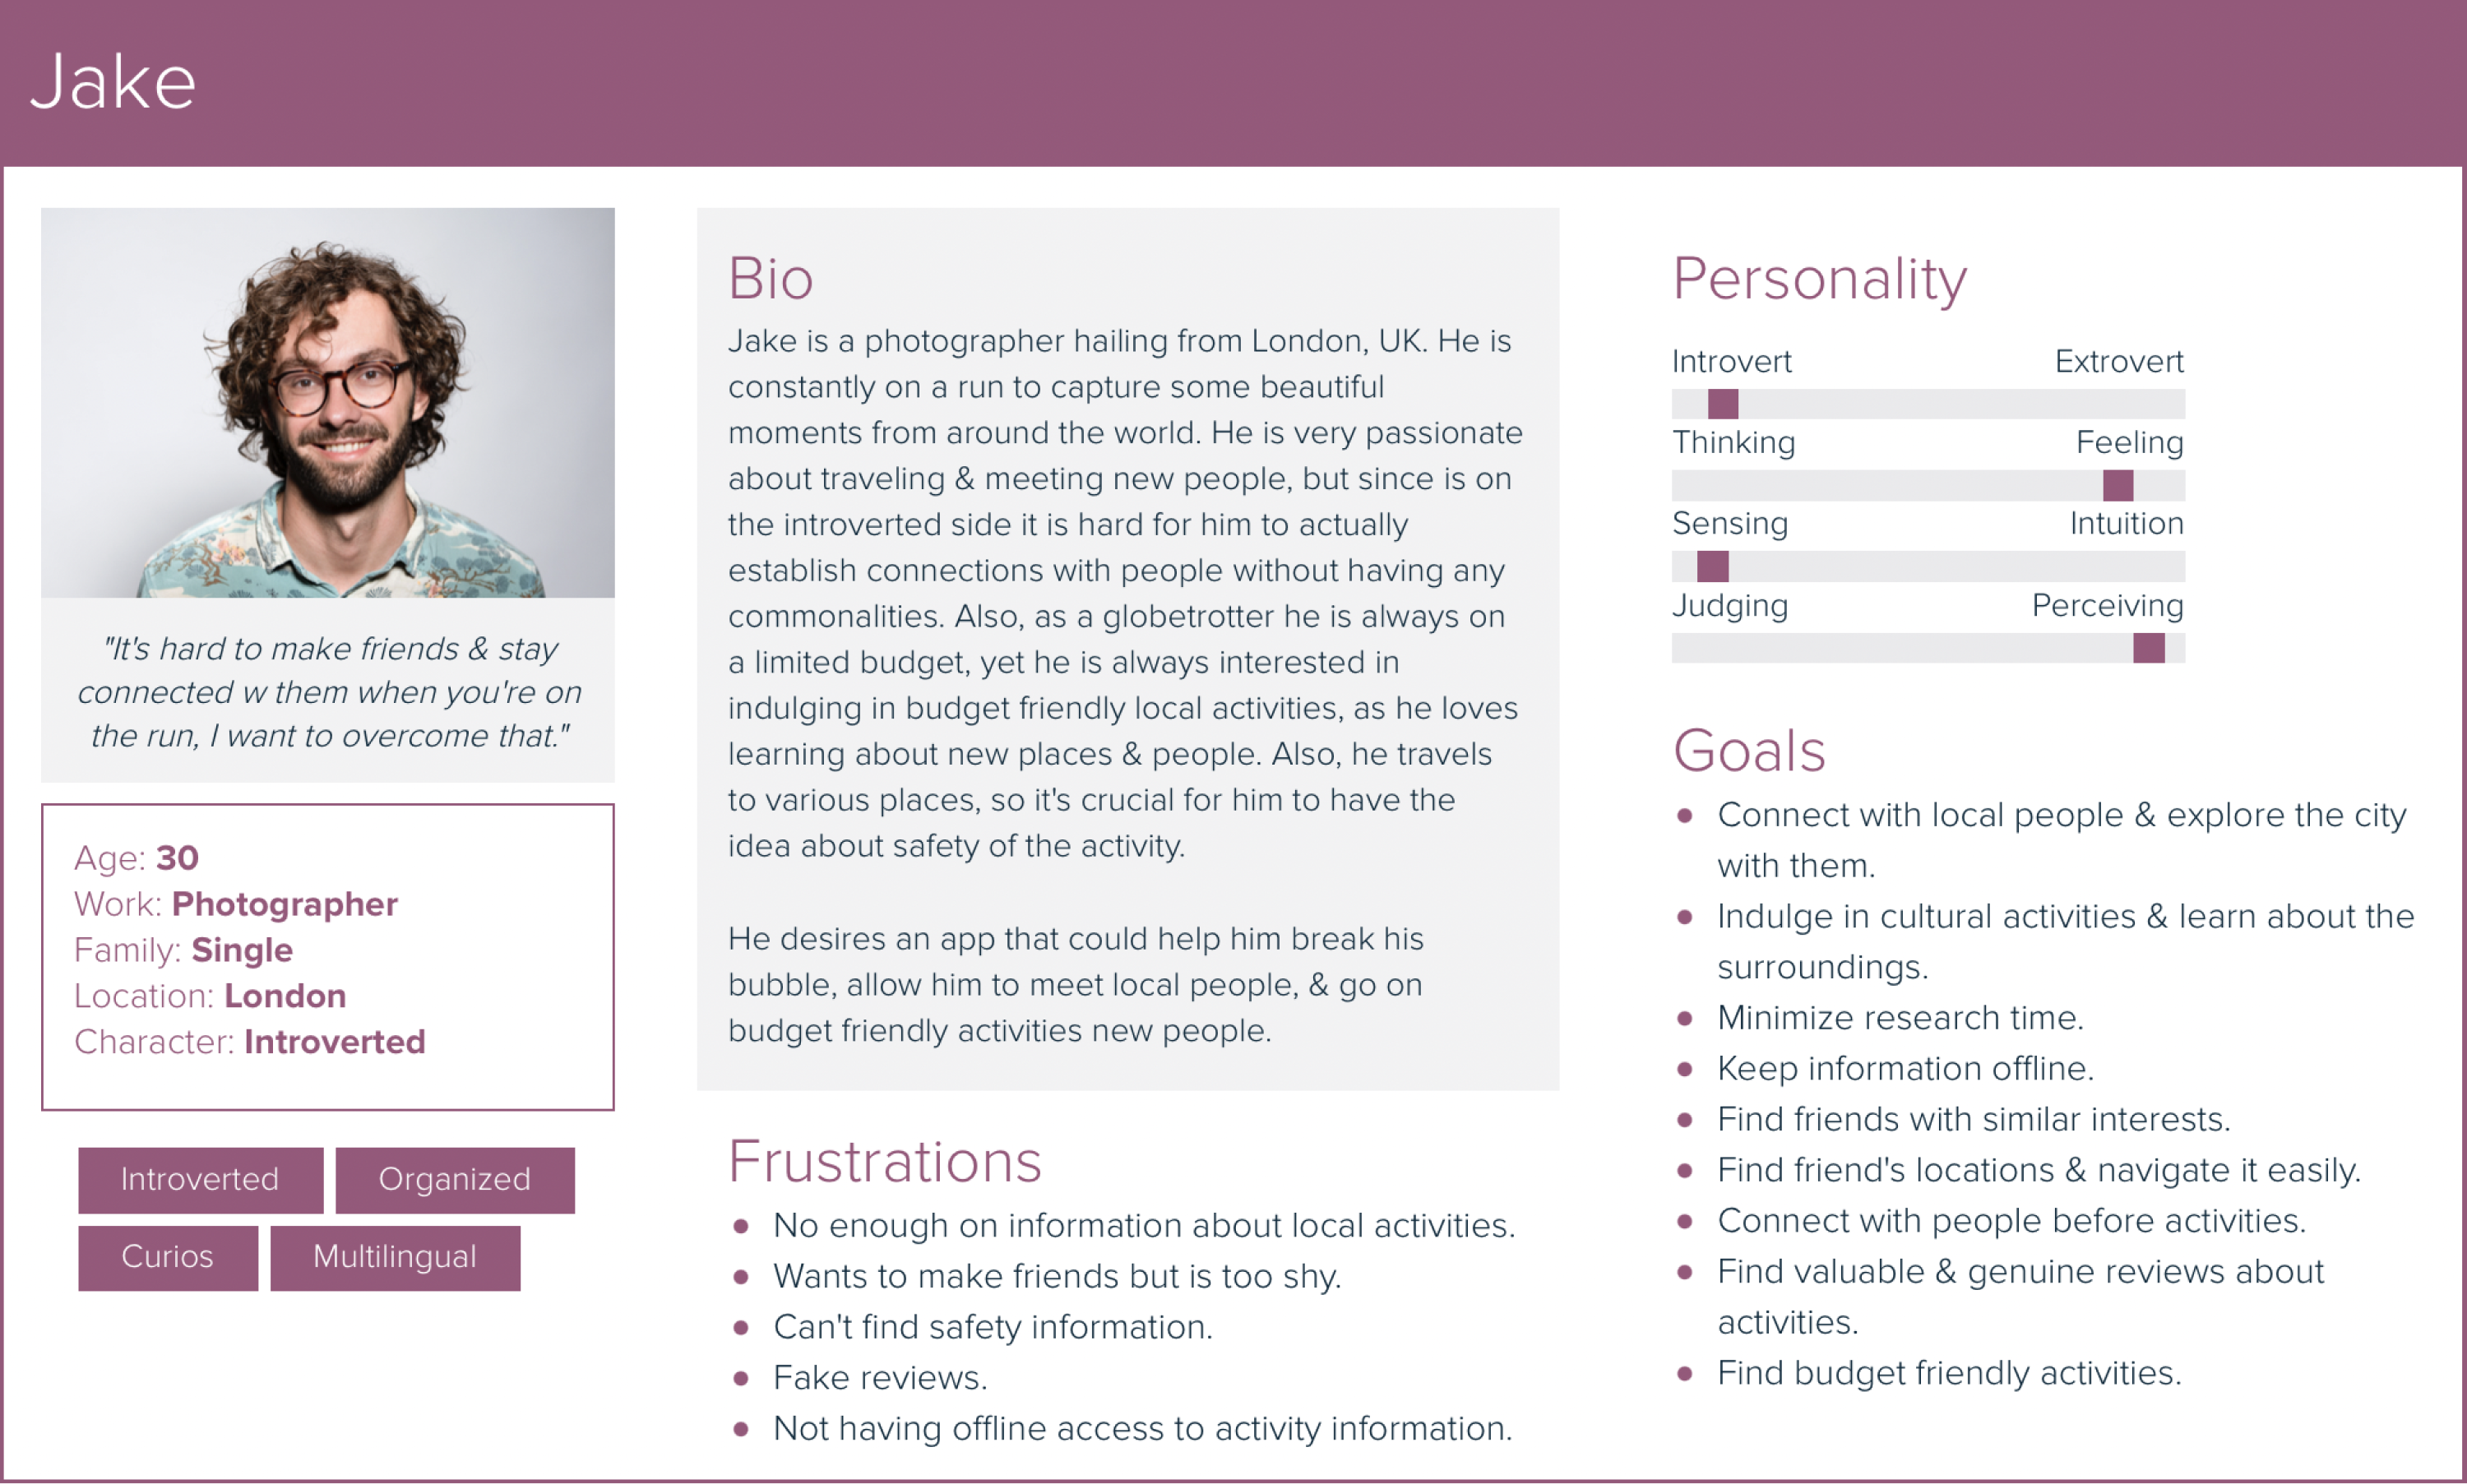 Jake
"It's hard to make friends & stay
connected w them when you're on
the run, I want to overcome that."
Age: 30
Work: Photographer
Family: Single
Location: London
Character: Introverted
Introverted
Organized
Curios
Multilingual
Bio
Jake is a photographer hailing from London, UK. He is
constantly on a run to capture some beautiful
moments from around the world. He is very passionate
about traveling & meeting new people, but since is on
the introverted side it is hard for him to actually
establish connections with people without having any
commonalities. Also, as a globetrotter he is always on
a limited budget, yet he is always interested in
indulging in budget friendly local activities, as he loves
learning about new places & people. Also, he travels
to various places, so it's crucial for him to have the
idea about safety of the activity.
He desires an app that could help him break his
bubble, allow him to meet local people, & go on
budget friendly activities new people.
Frustrations
• No enough on information about local activities.
• Wants to make friends but is too shy.
• Can't find safety information.
• Fake reviews.
• Not having offline access to activity information.
Personality
Introvert Extrovert
Thinking Feeling
Sensing Intuition
Judging Perceiving
Goals
• Connect with local people & explore the city
with them.
• Indulge in cultural activities & learn about the
surroundings.
• Minimize research time.
• Keep information offline.
• Find friends with similar interests.
• Find friend's locations & navigate it easily.
• Connect with people before activities.
• Find valuable & genuine reviews about
activities.
• Find budget friendly activities.